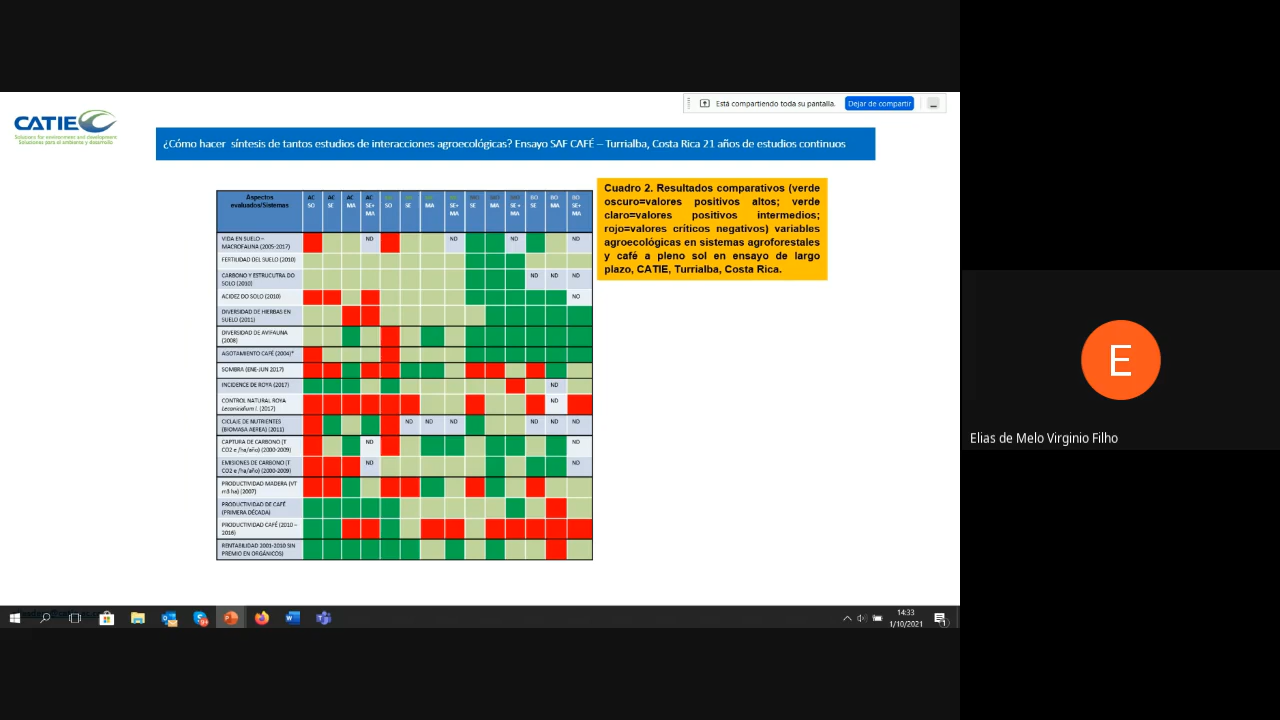 Está compartiendo toda su pantalla.
Dejar de compartir
CATIE
Solutions for environment and development
Soluciones para el ambiente y desarrollo
¿Cómo hacer síntesis de tantos estudios de interacciones agroecológicas? Ensayo SAF CAFÉ – Turrialba, Costa Rica 21 años de estudios continuos
Cuadro 2. Resultados comparativos (verde
oscuro=valores positivos altos; verde
claro=valores positivos intermedios;
rojo=valores críticos negativos) variables
agroecológicas en sistemas agroforestales
y café a pleno sol en ensayo de largo
plazo, CATIE, Turrialba, Costa Rica.
Aspectos
evaluados/Sistemas
AC SO
AC SE
AC MA
AC SE+ MA
SO
SE
MA
SE+ MA
SE
MA
SE + MA
BO SE
BO MA
BO SE+ MA
VIDA EN SUELO –
MACROFAUNA (2005-2017)
ND ND ND ND
FERTILIDAD DEL SUELO (2010)
CARBONO Y ESTRUCUTRA DO
SOLO (2010)
ND ND ND
ACIDEZ DO SOLO (2010)
NO
DIVERSIDAD DE HIERBAS EN
SUELO (2011)
DIVERSIDAD DE AVIFAUNA
(2008)
AGOTAMIENTO CAFÉ (2004)*
SOMBRA (ENE-JUN 2017)
INCIDENCE DE ROYA (2017)
ND
CONTROL NATURAL ROYA
(2017)
ND
CICLAJE DE NUTRIENTES
(BIOMASA AEREA) (2011)
ND ND ND ND ND ND
CAPTURA DE CARBONO (T
CO2 e /ha/año) (2000-2009)
ND ND
EMISIONES DE CARBONO (T
CO2 e /ha/año) (2000-2009)
ND ND
PRODUCTIVIDAD MADERA (VT
m3 ha) (2007)
PRODUCTIVIDAD DE CAFÉ
(PRIMERA DÉCADA)
PRODUCTIVIDAD CAFÉ (2010 –
2016)
RENTABILIDAD 2001-2010 SIN
PREMIO EN ORGÁNICOS)
E
Elias de Melo Virginio Filho
14:33
1/10/2021